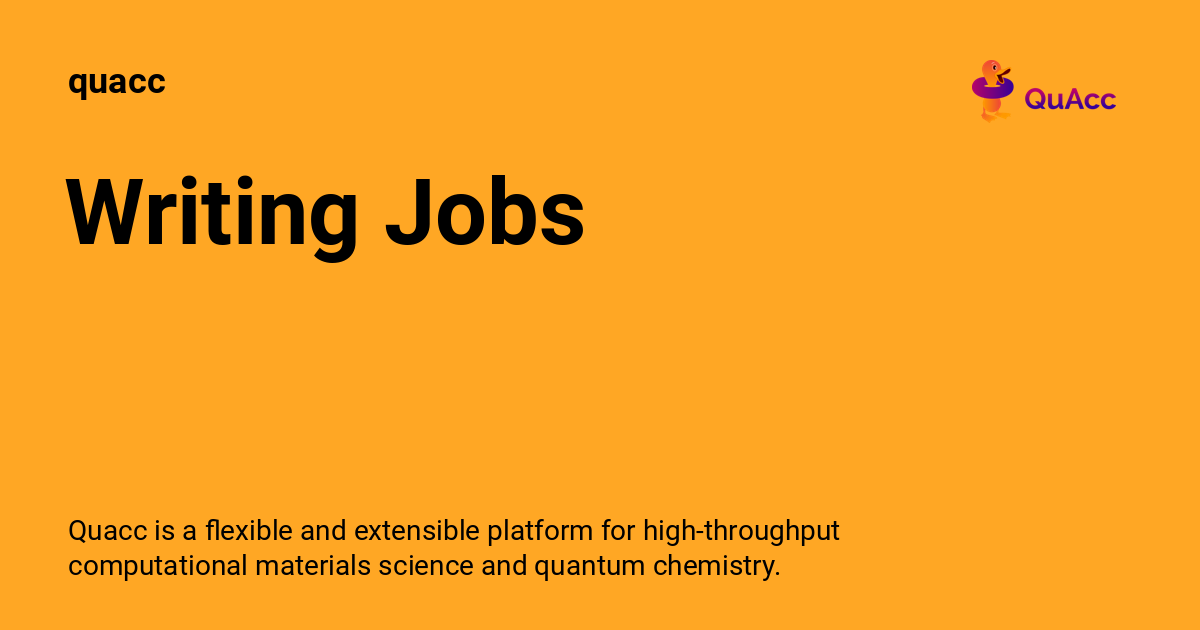 quacc
QuAcc
Writing Jobs
Quacc is a flexible and extensible platform for high-throughput
computational materials science and quantum chemistry.